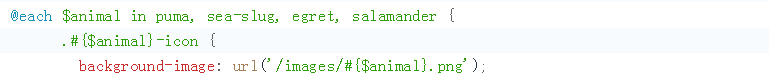 @each $animal in puma, sea-slug, egret, salamander {
.#{$animal}-icon {
background-image: url('/images/#{$animal}.png');